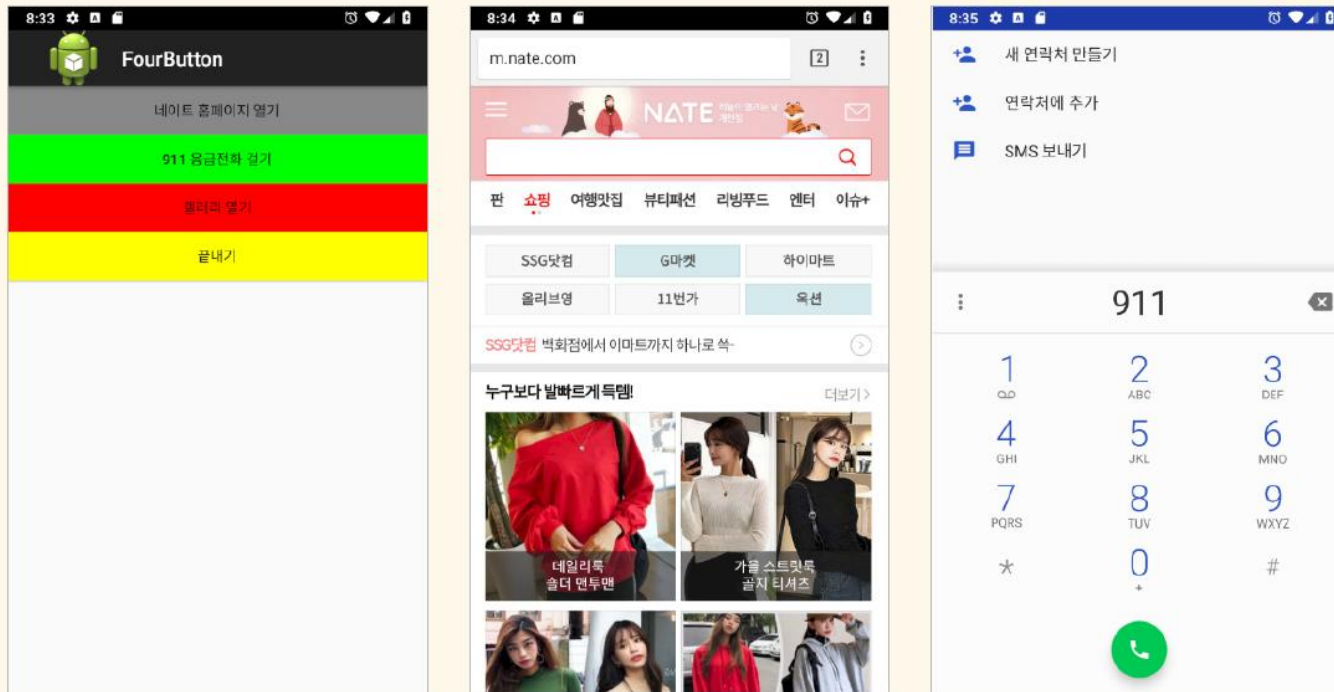 8:33
FourButton
네이트 홈페이지 열기
911 응급전화 걸기
갤러리 열기
끝내기
8:34
m.nate.com
2
NATE
판 쇼핑 여행맛집 뷰티패션 리빙푸드 엔터 이슈+
SSG닷컴 G마켓 하이마트
올리브영 11번가 옥션
SSG닷컴 백화점에서 이마트까지 하나로 쓱-
누구보다 발빠르게 득템! 더보기 >
데일리룩
숄더 맨투맨
가을 스트릿룩
골지 티셔츠
8:35
새 연락처 만들기
연락처에 추가
SMS 보내기
911
1 2 3
ABC DEF
4 5 6
GHI JKL MNO
7 8 9
PQRS TUV WXYZ
* 0 #
+